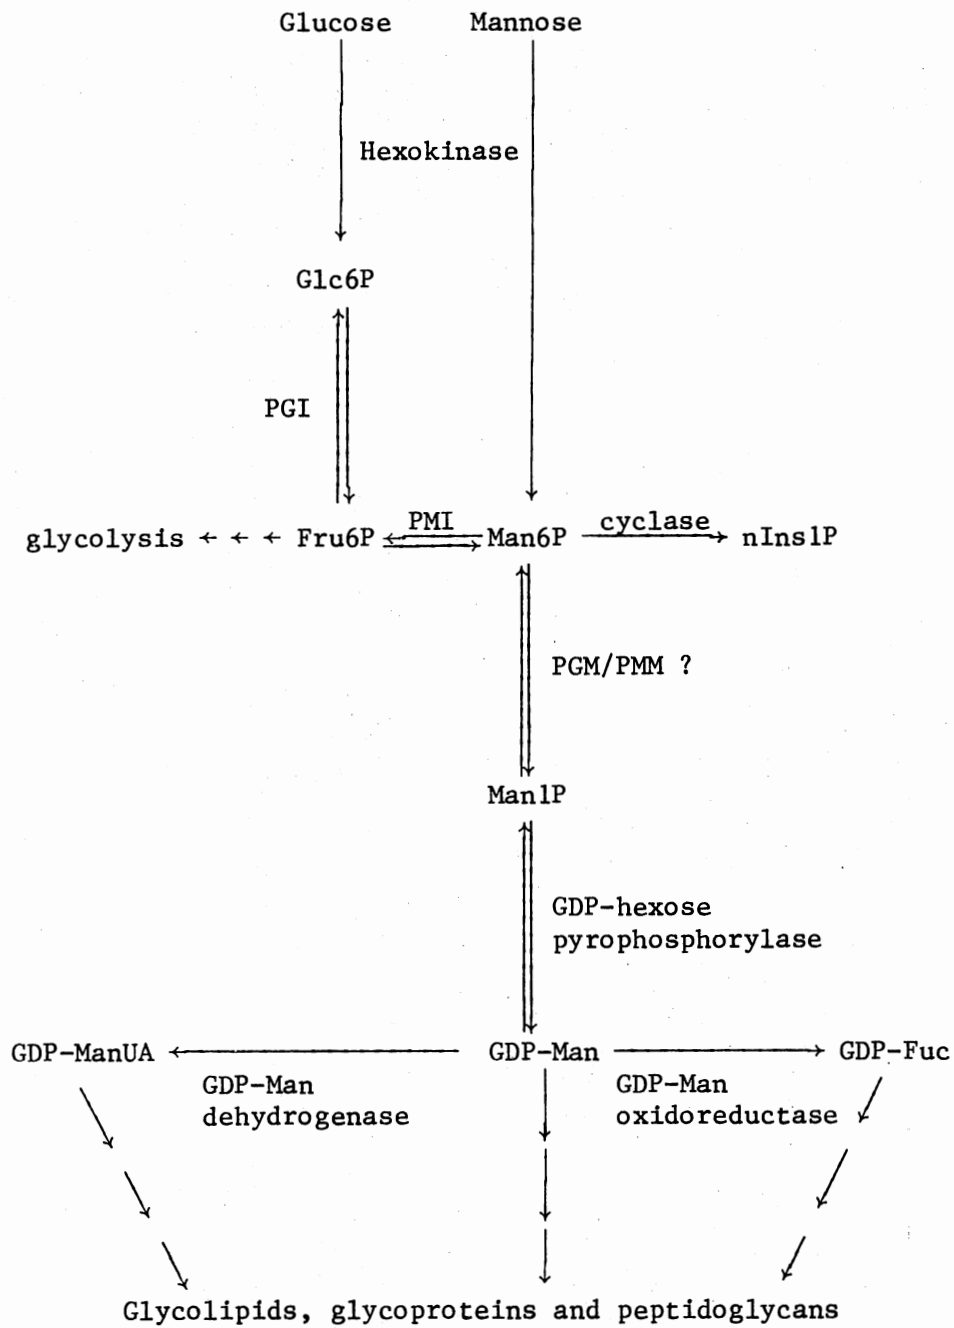 Glucose Mannose
Hexokinase
Glc6P
PGI
glycolysis Fru6P PMI Man6P cyclase nIns1P
PGM/PMM ?
Man1P
GDP-hexose
pyrophosphorylase
GDP-ManUA GDP-Man GDP-Fuc
GDP-Man GDP-Man
dehydrogenase oxidoreductase
Glycolipids, glycoproteins and peptidoglycans